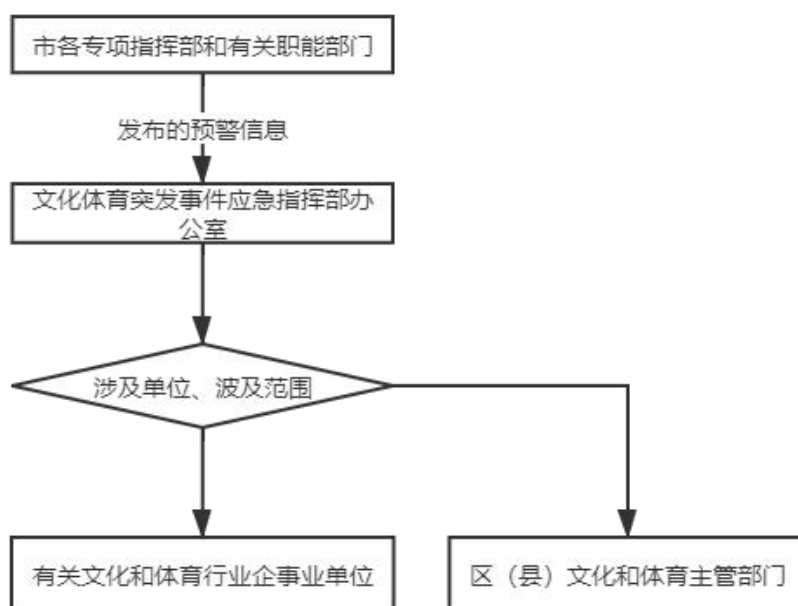 市各专项指挥部和有关职能部门
发布的预警信息
文化体育突发事件应急指挥部办
公室
涉及单位、波及范围
有关文化和体育行业企事业单位
区（县）文化和体育主管部门